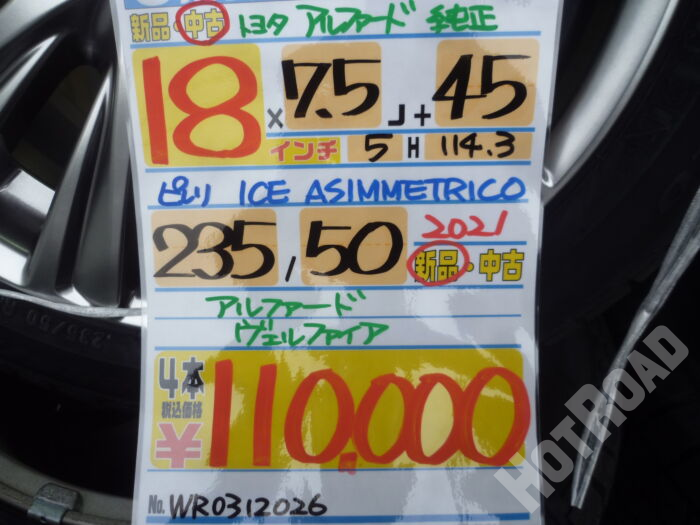 新品・中古 トヨタ アルファード 純正
18 x 7.5 J + 45
インチ 5 H 114.3
ピレリ ICE ASIMMETRICO
235 / 50 2021
新品・中古
アルファード
ヴェルファイア
4本
税込価格
¥110.000
No. WR0312026
235/50
HOTROAD